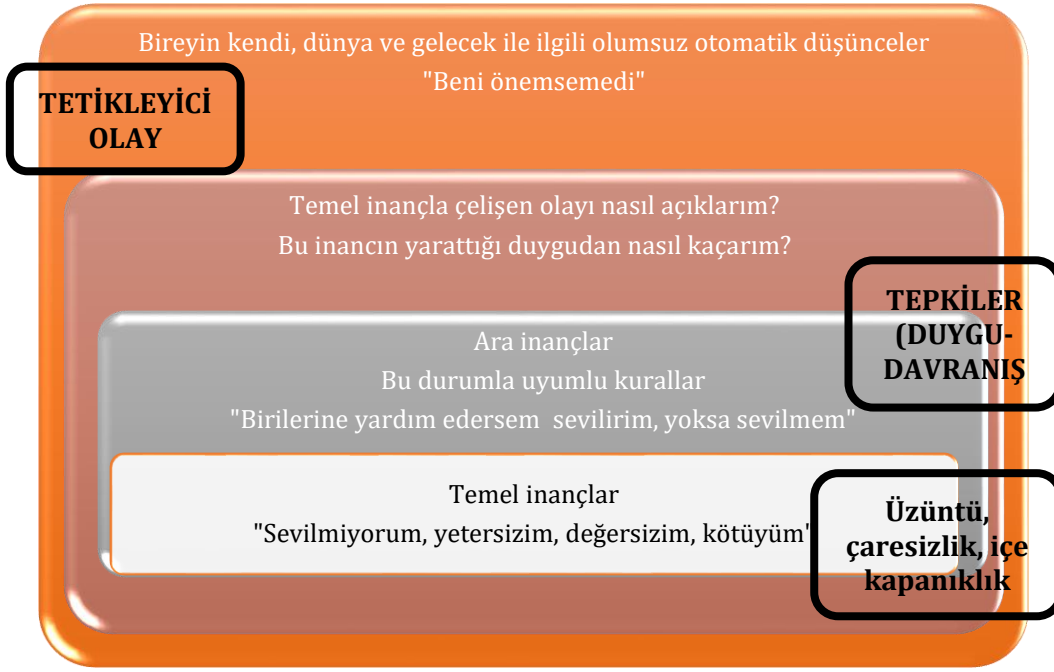 Bireyin kendi, dünya ve gelecek ile ilgili olumsuz otomatik düşünceler
"Beni önemsemedi"
TETİKLEYİCİ
OLAY
Temel inançla çelişen olayı nasıl açıklarım?
Bu inancın yarattığı duygudan nasıl kaçarım?
TEPKİLER
(DUYGU-
DAVRANIŞ
Ara inançlar
Bu durumla uyumlu kurallar
"Birilerine yardım edersem  sevilirim, yoksa sevilmem"
Temel inançlar
"Sevilmiyorum, yetersizim, değersizim, kötüyüm"
Üzüntü,
çaresizlik, içe
kapanıklık